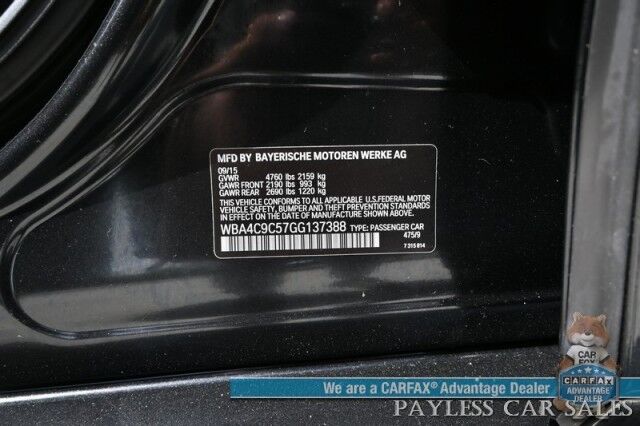 MFD BY BAYERISCHE MOTOREN WERKE AG
09/15
GVWR 4760 lbs 2159 kg
GAWR FRONT 2190 lbs 993 kg
GAWR REAR 2690 lbs 1220 kg
THIS VEHICLE CONFORMS TO ALL APPLICABLE U.S.FEDERAL MOTOR
VEHICLE SAFETY, BUMPER, AND THEFT PREVENTION STANDARDS
IN EFFECT ON THE DATE OF MANUFACTURE SHOWN ABOVE.
WBA4C9C57GG137388 TYPE: PASSENGER CAR
475/9
7 315 814
CAR
FOX
CARFAX
ADVANTAGE
DEALER
We are a CARFAX® Advantage Dealer
PAYLESS CAR SALES